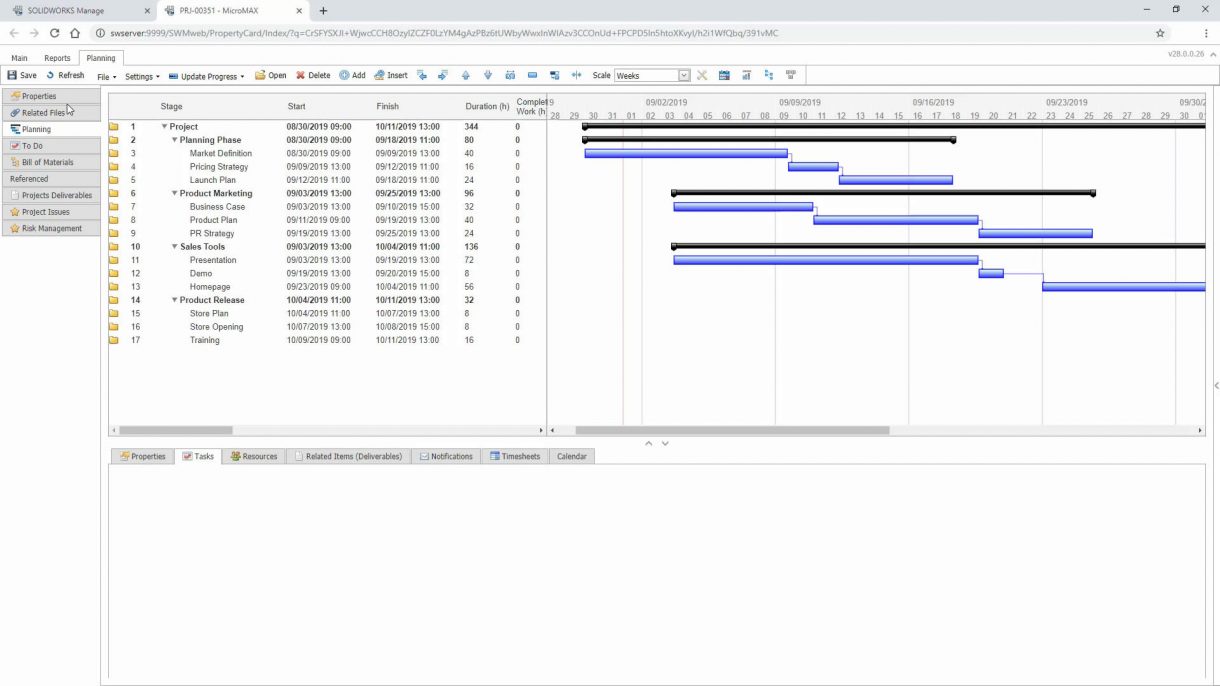 SOLIDWORKS Manage
PRJ-00351 - MicroMAX
swserver:9999/SWMweb/PropertyCard/Index/?q=CrSFYSXJI+WjwcCCH8OzylZCZF0LzYM4gAzPBz6tUWbyWwxInWIAzv3CCOnUd+FPCPD5In5htoXKvyI/h2i1WfQbq/391vMC
Main Reports Planning
v28.0.0.26
Save Refresh File Settings Update Progress Open Delete Add Insert Scale Weeks
Properties
Related Files
Planning
To Do
Bill of Materials
Referenced
Projects Deliverables
Project Issues
Risk Management
Stage Start Finish Duration (h) Complet
Work (h
9 09/02/2019 09/09/2019 09/16/2019 09/23/2019 09/30/2
28 29 30 31 01 02 03 04 05 06 07 08 09 10 11 12 13 14 15 16 17 18 19 20 21 22 23 24 25 26 27 28 29 30 0
1 Project 08/30/2019 09:00 10/11/2019 13:00 344 0
2 Planning Phase 08/30/2019 09:00 09/18/2019 11:00 80 0
3 Market Definition 08/30/2019 09:00 09/09/2019 13:00 40 0
4 Pricing Strategy 09/09/2019 13:00 09/12/2019 11:00 16 0
5 Launch Plan 09/12/2019 11:00 09/18/2019 11:00 24 0
6 Product Marketing 09/03/2019 13:00 09/25/2019 13:00 96 0
7 Business Case 09/03/2019 13:00 09/10/2019 15:00 32 0
8 Product Plan 09/11/2019 09:00 09/19/2019 13:00 40 0
9 PR Strategy 09/19/2019 13:00 09/25/2019 13:00 24 0
10 Sales Tools 09/03/2019 13:00 10/04/2019 11:00 136 0
11 Presentation 09/03/2019 13:00 09/19/2019 13:00 72 0
12 Demo 09/19/2019 13:00 09/20/2019 15:00 8 0
13 Homepage 09/23/2019 09:00 10/04/2019 11:00 56 0
14 Product Release 10/04/2019 11:00 10/11/2019 13:00 32 0
15 Store Plan 10/04/2019 11:00 10/07/2019 13:00 8 0
16 Store Opening 10/07/2019 13:00 10/08/2019 15:00 8 0
17 Training 10/09/2019 09:00 10/11/2019 13:00 16 0
Properties Tasks Resources Related Items (Deliverables) Notifications Timesheets Calendar